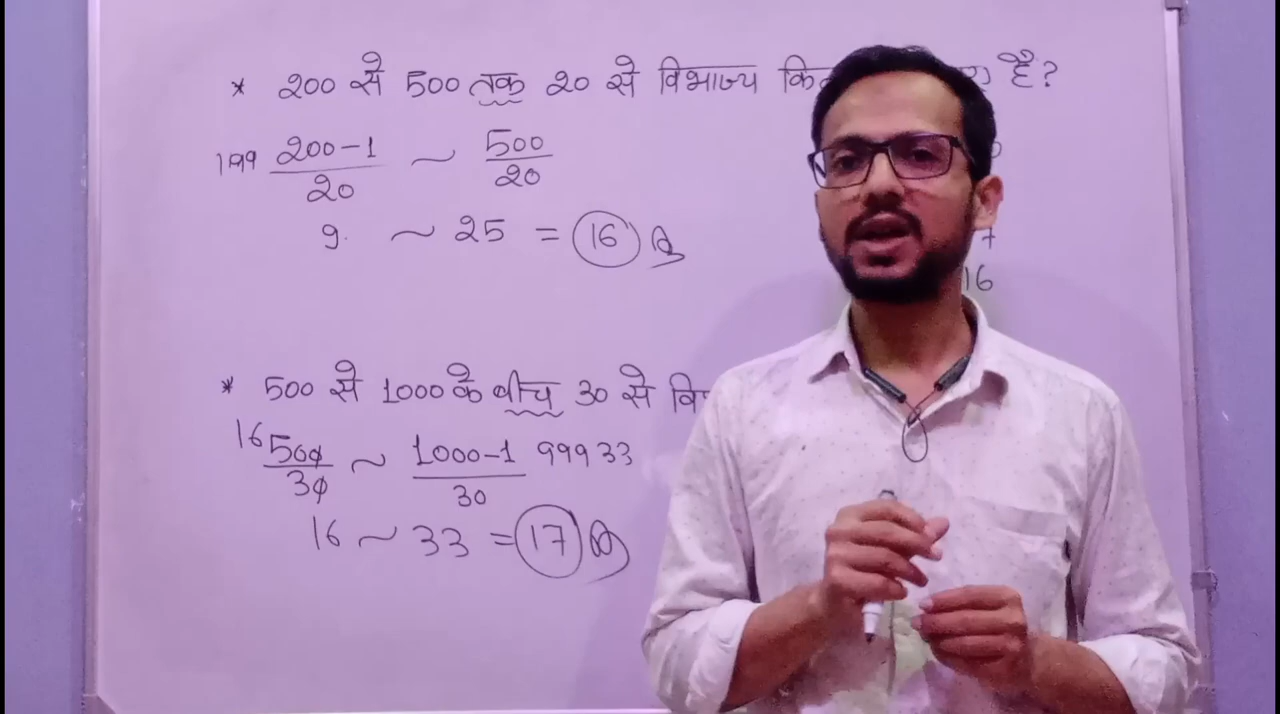 * 200 से 500 तक 20 से विभाज्य है?
199 200-1/20 ~ 500/20
9. ~ 25 = 16
16
* 500 से 1000 के बीच 30 से
16 500/30 ~ 1000-1/30 999 33
16 ~ 33 = 17